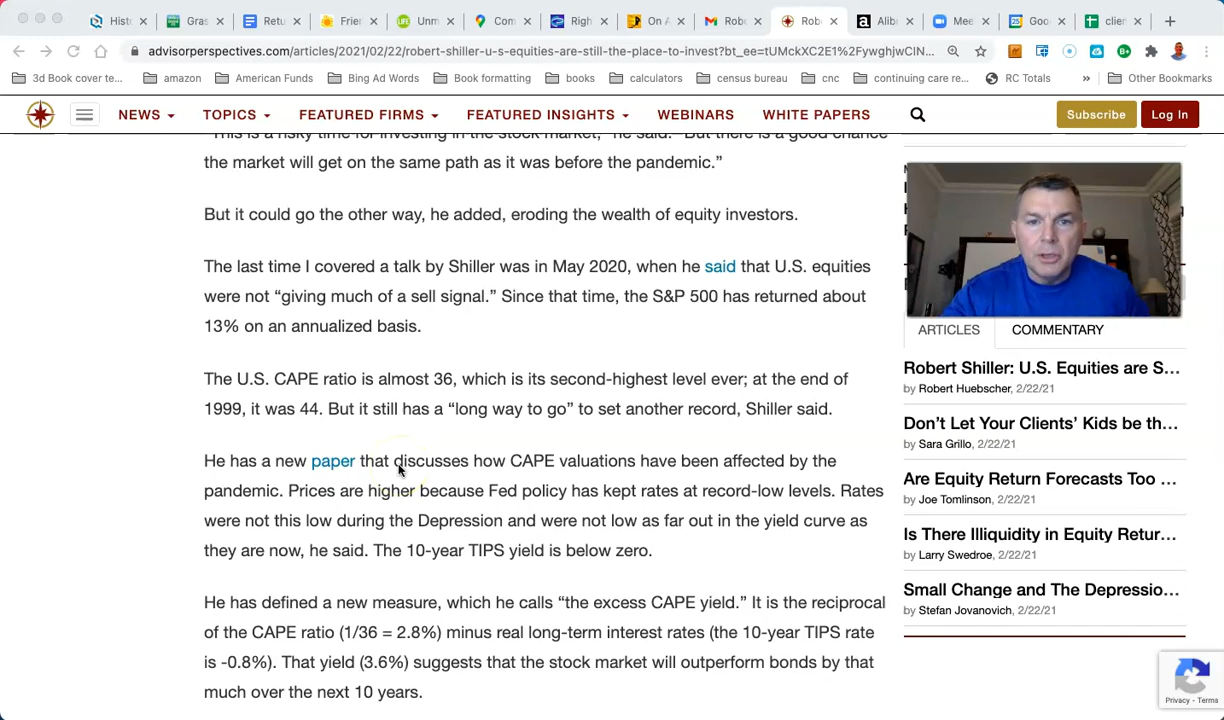 Histo
Gras
Retu
Frier
Unn
Com
Righ
On A
Rob
Rob
Aliba
Mee
Goo
clien
advisorperspectives.com/articles/2021/02/22/robert-shiller-u-s-equities-are-still-the-place-to-invest?bt_ee=tUMckXC2E1%2FywghjwClN...
3d Book cover te...
amazon
American Funds
Bing Ad Words
Book formatting
books
calculators
census bureau
cnc
continuing care re...
RC Totals
»
Other Bookmarks
NEWS
TOPICS
FEATURED FIRMS
FEATURED INSIGHTS
WEBINARS
WHITE PAPERS
Subscribe
Log In
"This is a risky time for investing in the stock market," he said. "But there is a good chance
the market will get on the same path as it was before the pandemic.”
But it could go the other way, he added, eroding the wealth of equity investors.
The last time I covered a talk by Shiller was in May 2020, when he said that U.S. equities
were not “giving much of a sell signal.” Since that time, the S&P 500 has returned about
13% on an annualized basis.
The U.S. CAPE ratio is almost 36, which is its second-highest level ever; at the end of
1999, it was 44. But it still has a “long way to go” to set another record, Shiller said.
He has a new paper that discusses how CAPE valuations have been affected by the
pandemic. Prices are higher because Fed policy has kept rates at record-low levels. Rates
were not this low during the Depression and were not low as far out in the yield curve as
they are now, he said. The 10-year TIPS yield is below zero.
He has defined a new measure, which he calls “the excess CAPE yield.” It is the reciprocal
of the CAPE ratio (1/36 = 2.8%) minus real long-term interest rates (the 10-year TIPS rate
is -0.8%). That yield (3.6%) suggests that the stock market will outperform bonds by that
much over the next 10 years.
ARTICLES
COMMENTARY
Robert Shiller: U.S. Equities are S...
by Robert Huebscher, 2/22/21
Don’t Let Your Clients’ Kids be th...
by Sara Grillo, 2/22/21
Are Equity Return Forecasts Too ...
by Joe Tomlinson, 2/22/21
Is There Illiquidity in Equity Retur...
by Larry Swedroe, 2/22/21
Small Change and The Depressio...
by Stefan Jovanovich, 2/22/21
Privacy - Terms